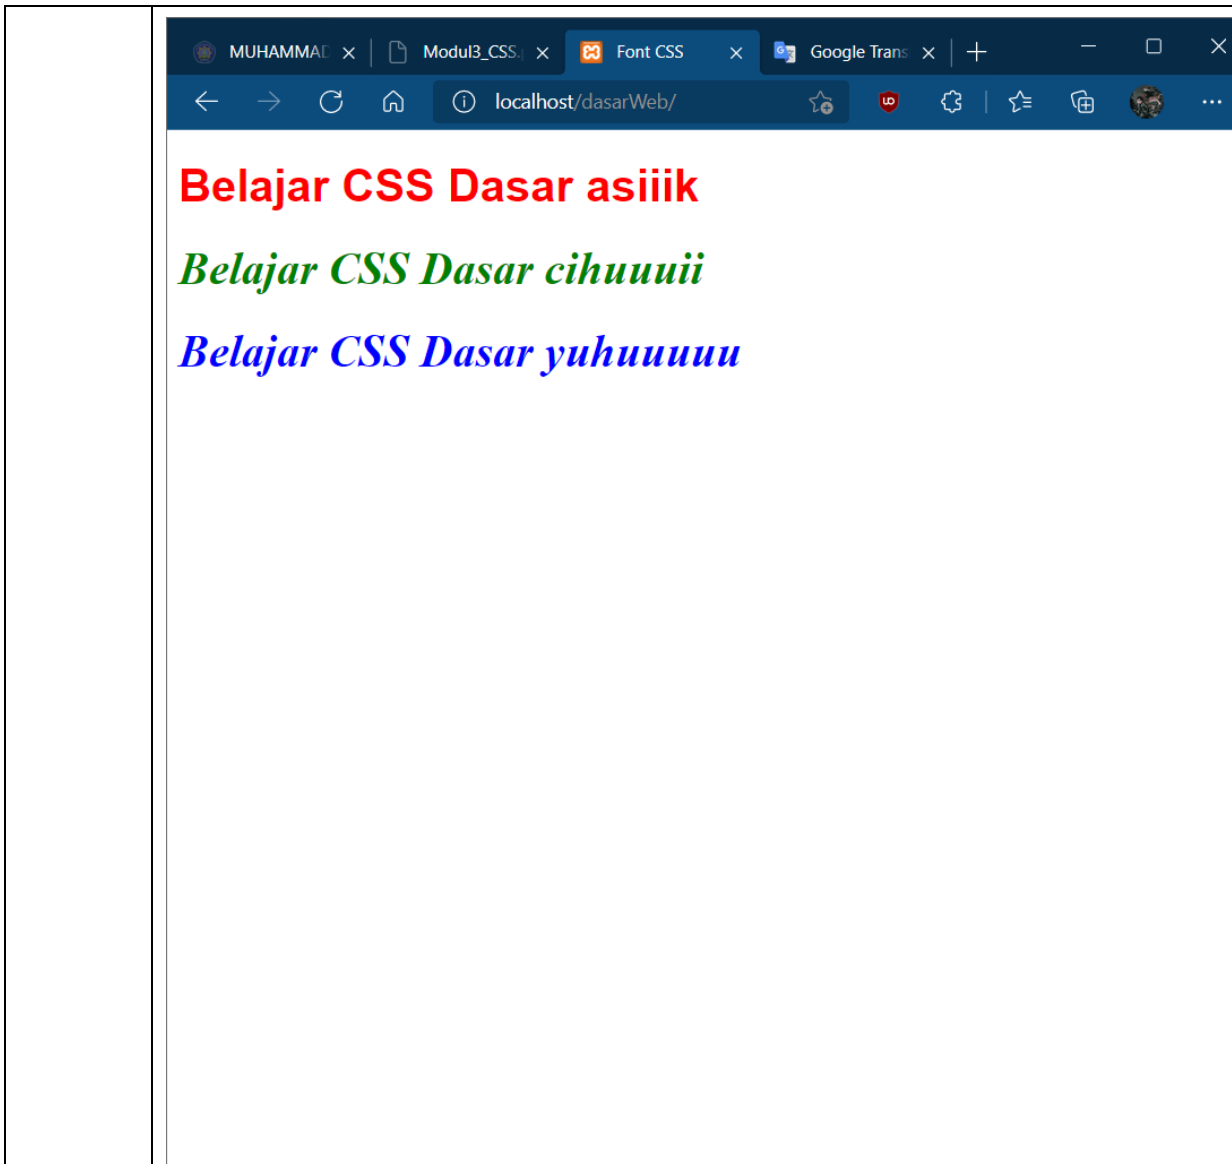 MUHAMMAD
Modul3_CSS.p
Font CSS
Google Trans
localhost/dasarWeb/
Belajar CSS Dasar asiiik
Belajar CSS Dasar cihuuuii
Belajar CSS Dasar yuhuuuuu